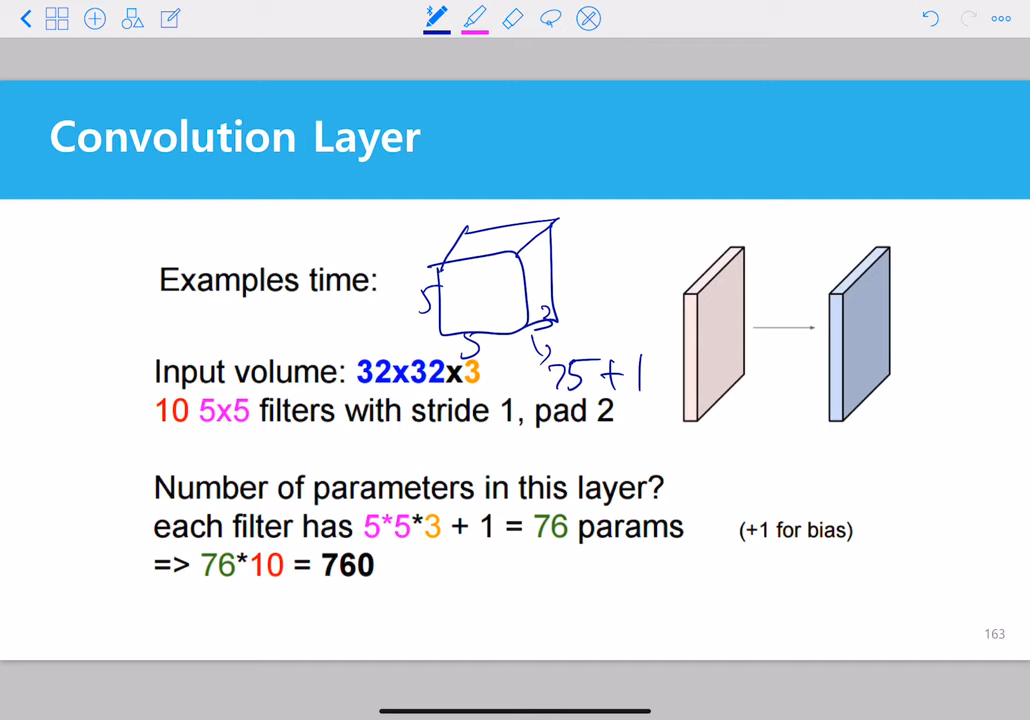 Convolution Layer
Examples time:
5
5
3
75 + 1
Input volume: 32x32x3
10 5x5 filters with stride 1, pad 2
Number of parameters in this layer?
each filter has 5*5*3 + 1 = 76 params (+1 for bias)
=> 76*10 = 760
163